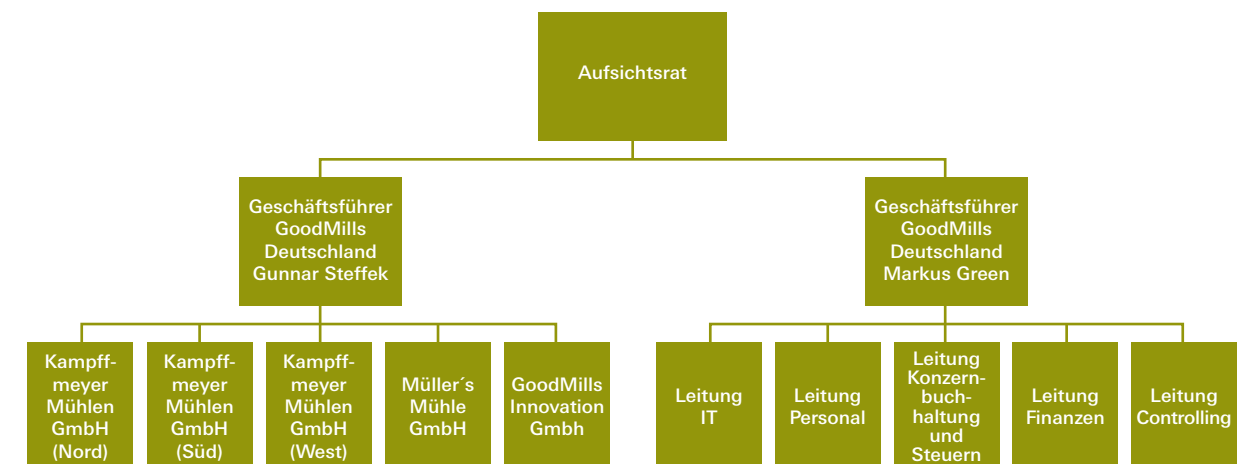 Aufsichtsrat
Geschäftsführer
GoodMills
Deutschland
Gunnar Steffek
Geschäftsführer
GoodMills
Deutschland
Markus Green
Kampff-
meyer
Mühlen
GmbH
(Nord)
Kampff-
meyer
Mühlen
GmbH
(Süd)
Kampff-
meyer
Mühlen
GmbH
(West)
Müller´s
Mühle
GmbH
GoodMills
Innovation
Gmbh
Leitung
IT
Leitung
Personal
Leitung
Konzern-
buch-
haltung
und
Steuern
Leitung
Finanzen
Leitung
Controlling